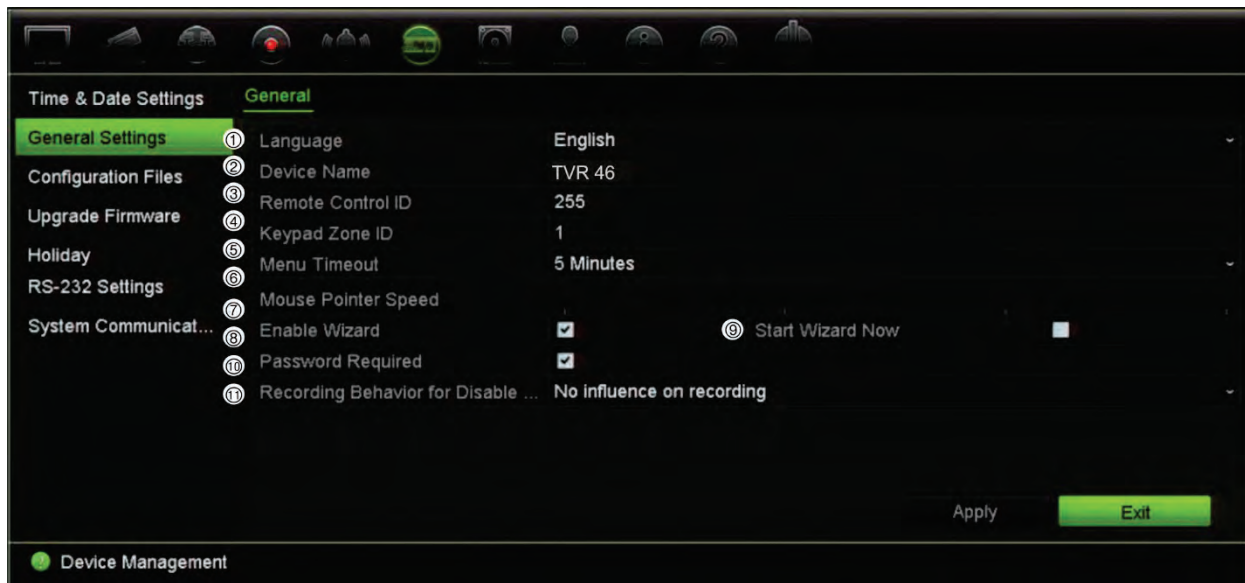 Time & Date Settings
General Settings
Configuration Files
Upgrade Firmware
Holiday
RS-232 Settings
System Communicat...
General
① Language English
② Device Name TVR 46
③ Remote Control ID 255
④ Keypad Zone ID 1
⑤ Menu Timeout 5 Minutes
⑥
⑦ Mouse Pointer Speed
⑧ Enable Wizard ⑨ Start Wizard Now
⑩ Password Required
⑪ Recording Behavior for Disable ... No influence on recording
Apply Exit
Device Management